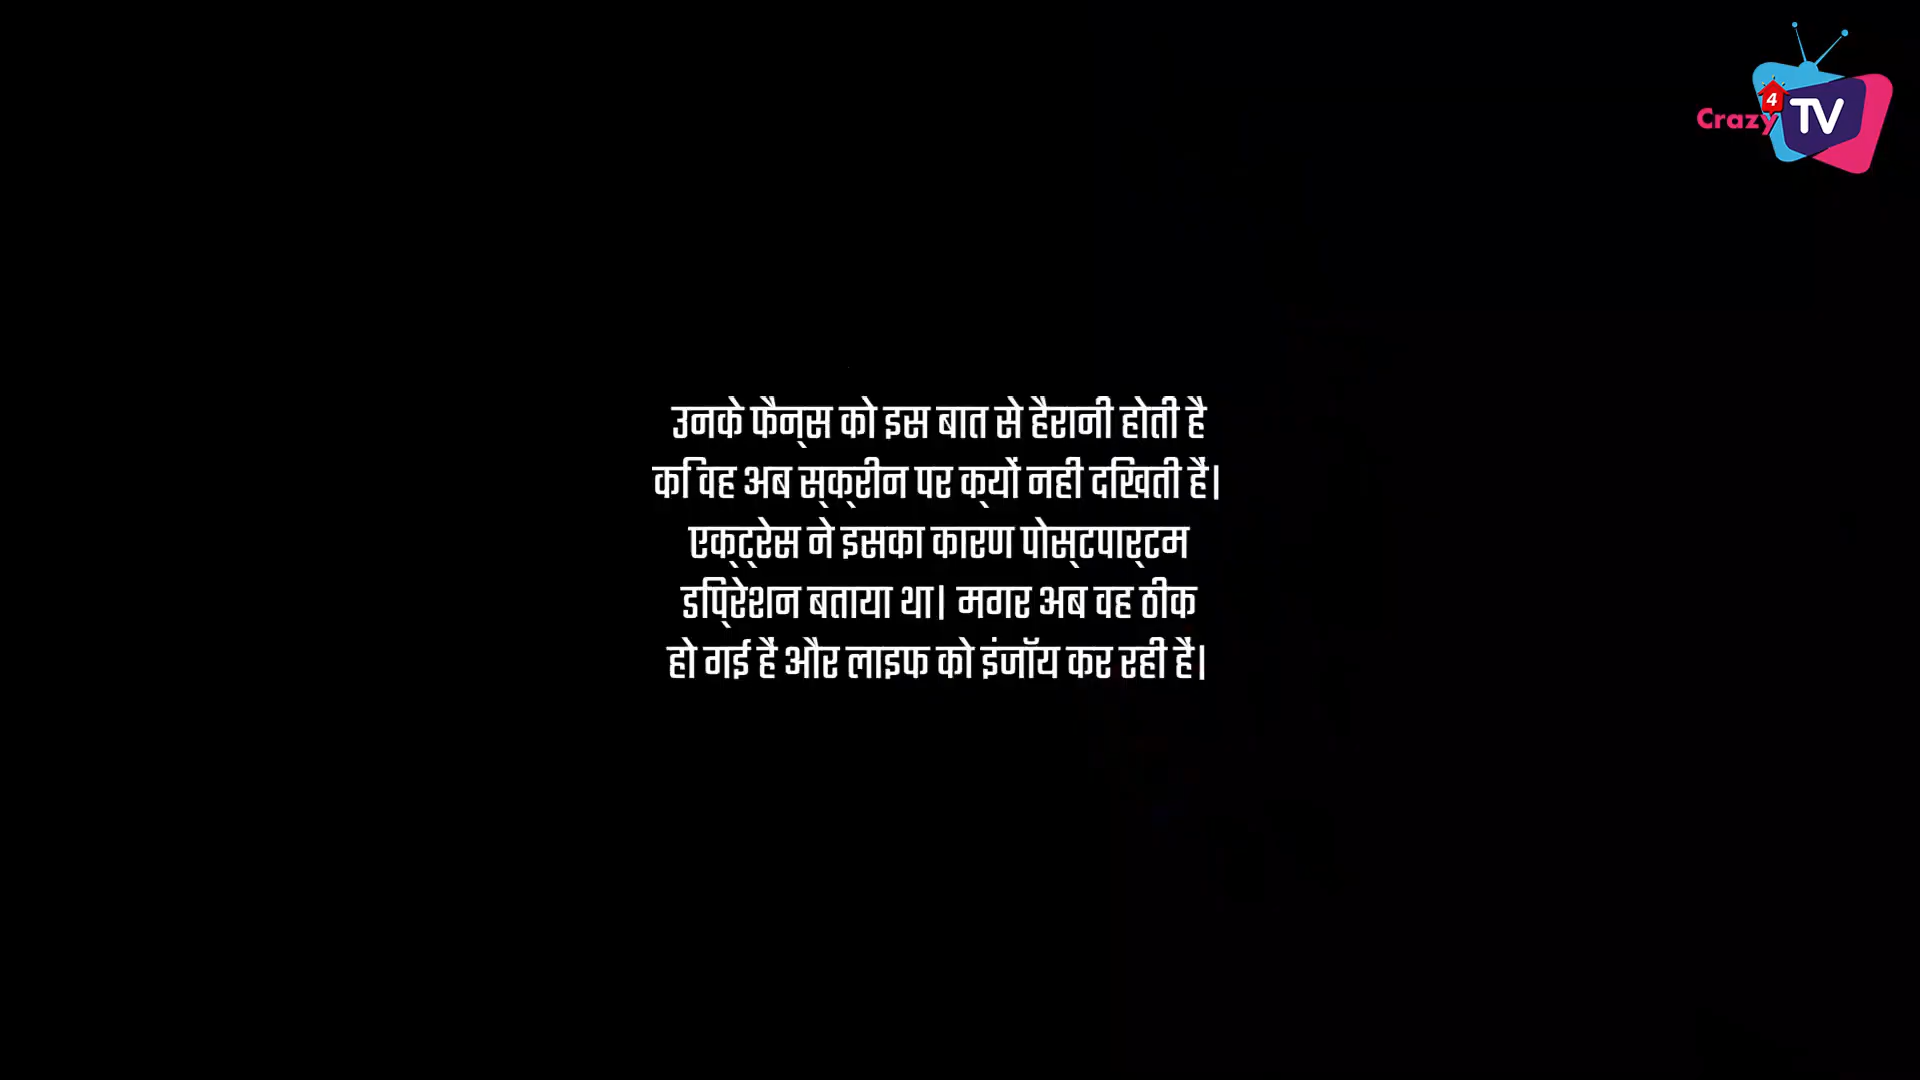 Crazy 4 TV
उनके फैन्स को इस बात से हैरानी होती है
कि वह अब स्क्रीन पर क्यों नही दिखती हैं।
एक्ट्रेस ने इसका कारण पोस्टपार्टम
डिप्रेशन बताया था। मगर अब वह ठीक
हो गई हैं और लाइफ को इंजॉय कर रही है।